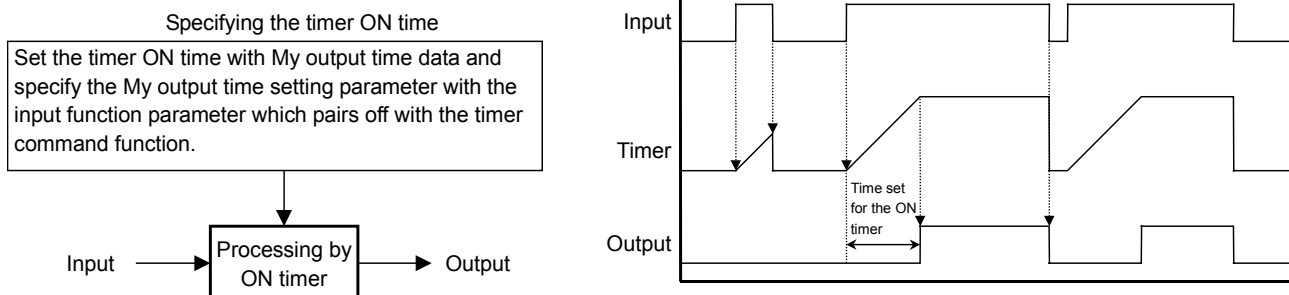 Specifying the timer ON time
Set the timer ON time with My output time data and
specify the My output time setting parameter with the
input function parameter which pairs off with the timer
command function.
Input
Processing by
ON timer
Output
Input
Timer
Time set
for the ON
timer
Output